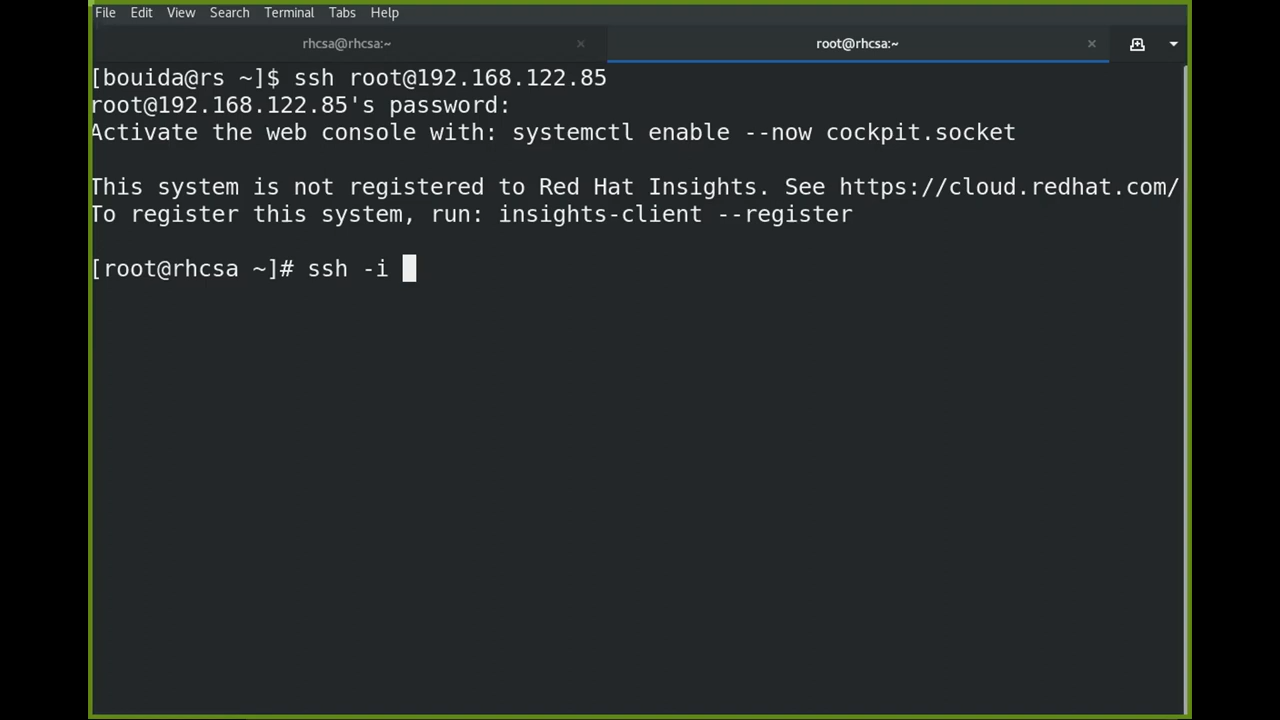 File Edit View Search Terminal Tabs Help
rhcsa@rhcsa:~ × root@rhcsa:~ ×
[bouida@rs ~]$ ssh root@192.168.122.85
root@192.168.122.85's password:
Activate the web console with: systemctl enable --now cockpit.socket
This system is not registered to Red Hat Insights. See https://cloud.redhat.com/
To register this system, run: insights-client --register
[root@rhcsa ~]# ssh -i